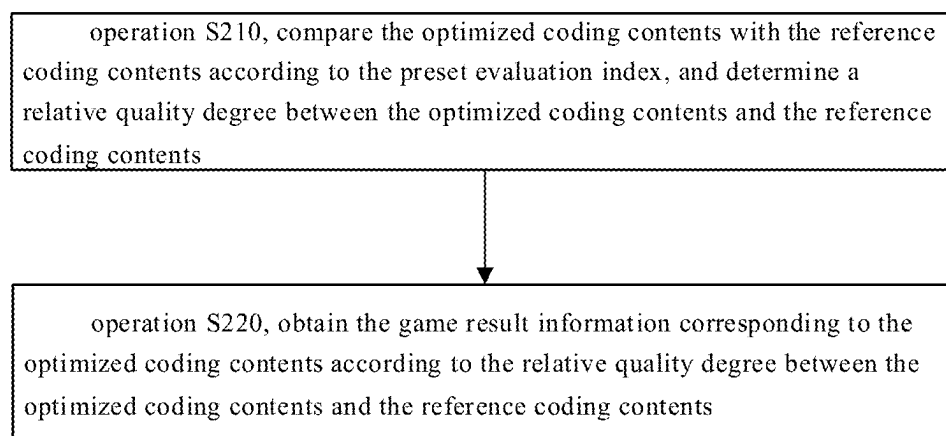 operation S210, compare the optimized coding contents with the reference
coding contents according to the preset evaluation index, and determine a
relative quality degree between the optimized coding contents and the reference
coding contents
operation S220, obtain the game result information corresponding to the
optimized coding contents according to the relative quality degree between the
optimized coding contents and the reference coding contents